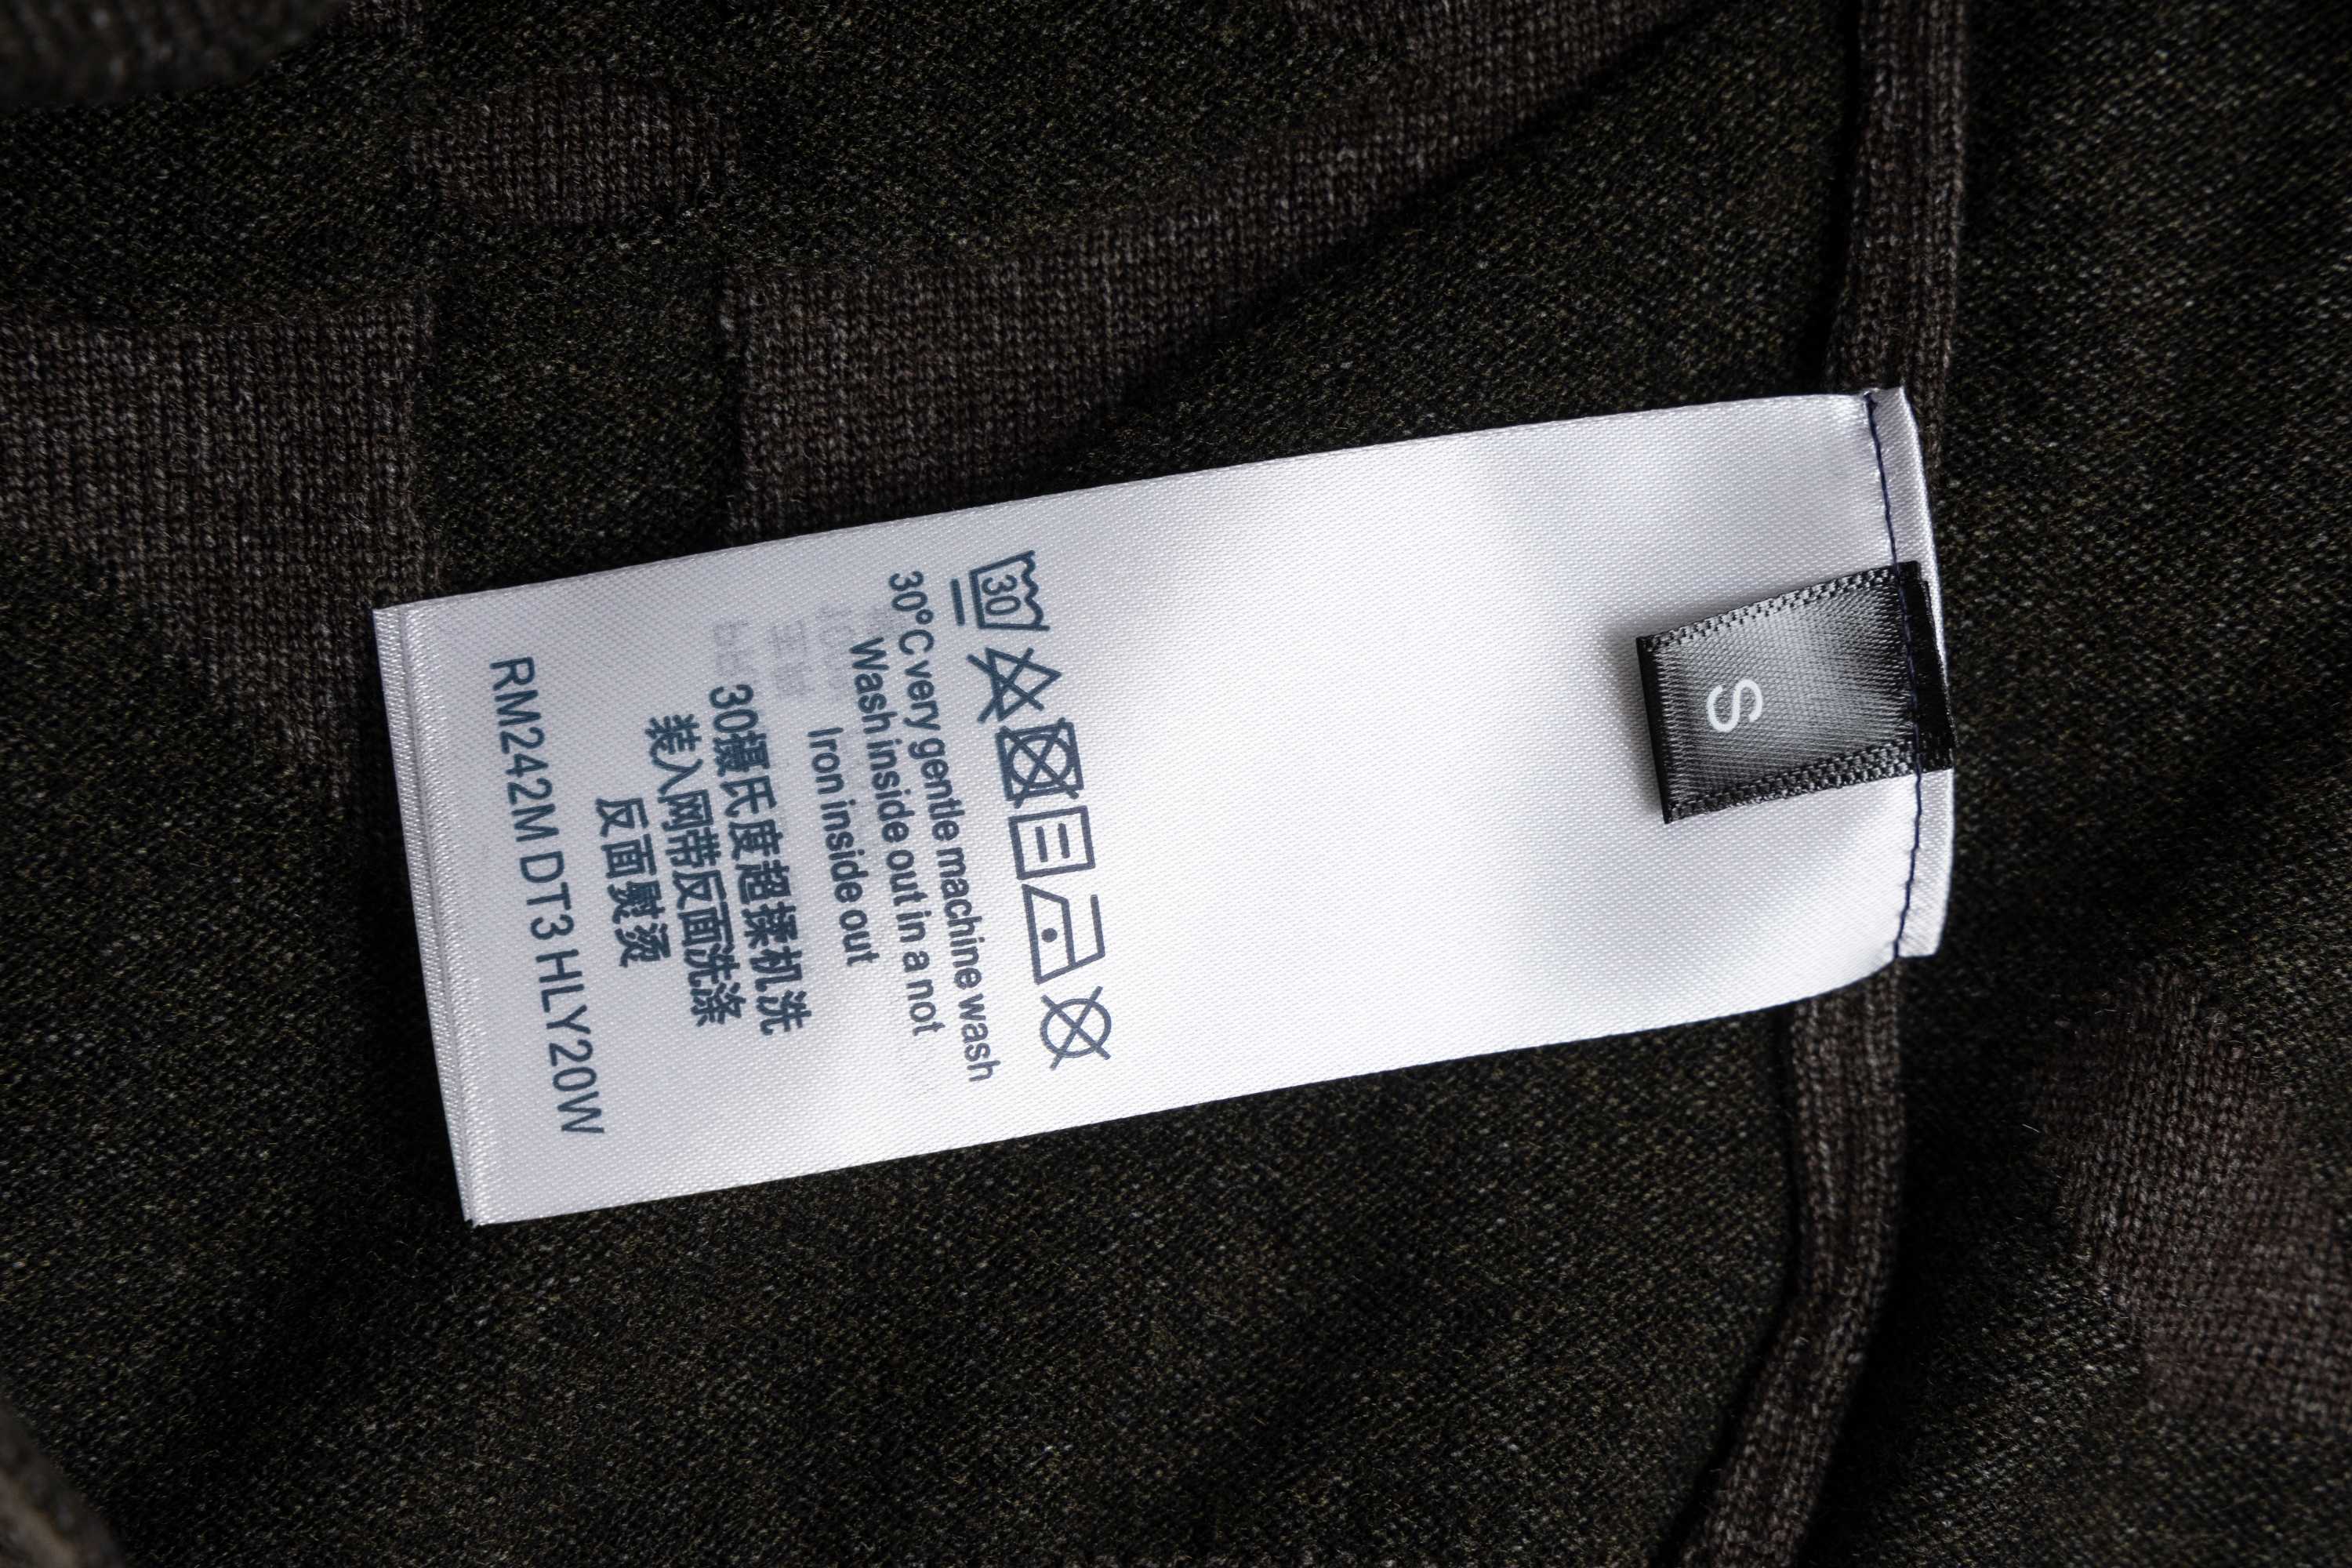 S
30
30°C very gentle machine wash
Wash inside out in a not
Iron inside out
30摄氏度超揉机洗
装入网带反面洗涤
反面熨烫
RM242M DT3 HLY20W